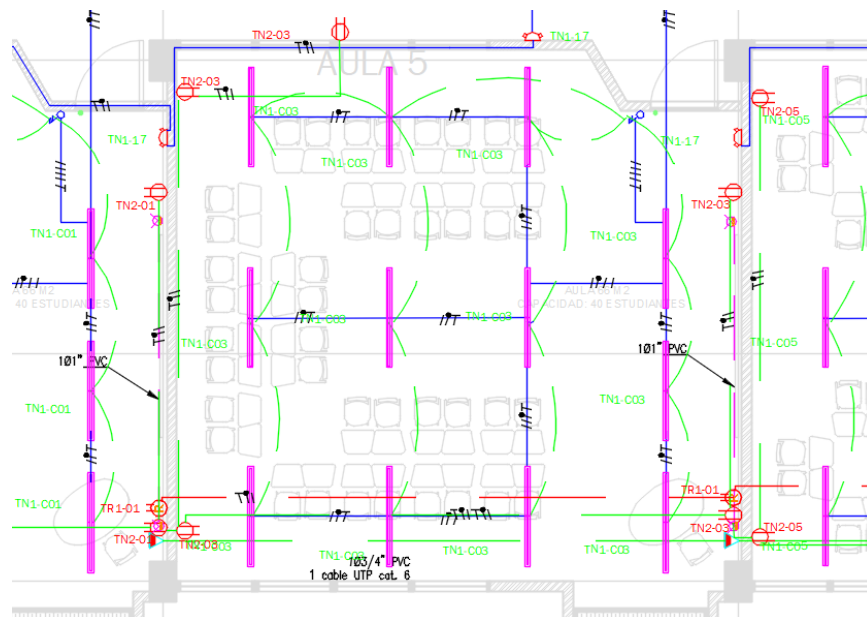 TN2-03
TN1-17
AULA 5
TN2-03
TN1-C03
TN2-05
TN1-C05
TN1-17
TN1-17
TN1-C03
TN1-C03
TN2-01
TN2-03
TN1-C01
TN1-C03
TN1-C03
40 ESTUDIANTES
CAPACIDAD: 40 ESTUDIANTES
TN1-C03
TN1-C03
1Ø1" PVC
TN1-C03
1Ø1" PVC
TN1-C05
TN1-C01
TN1-C03
TN1-C01
TR1-01
TR1-01
TN2-01
TN2-03
TN2-03
TN2-05
TN1-C03
TN1-C03
TN1-C03
TN1-C05
1Ø3/4" PVC
1 cable UTP cat. 6